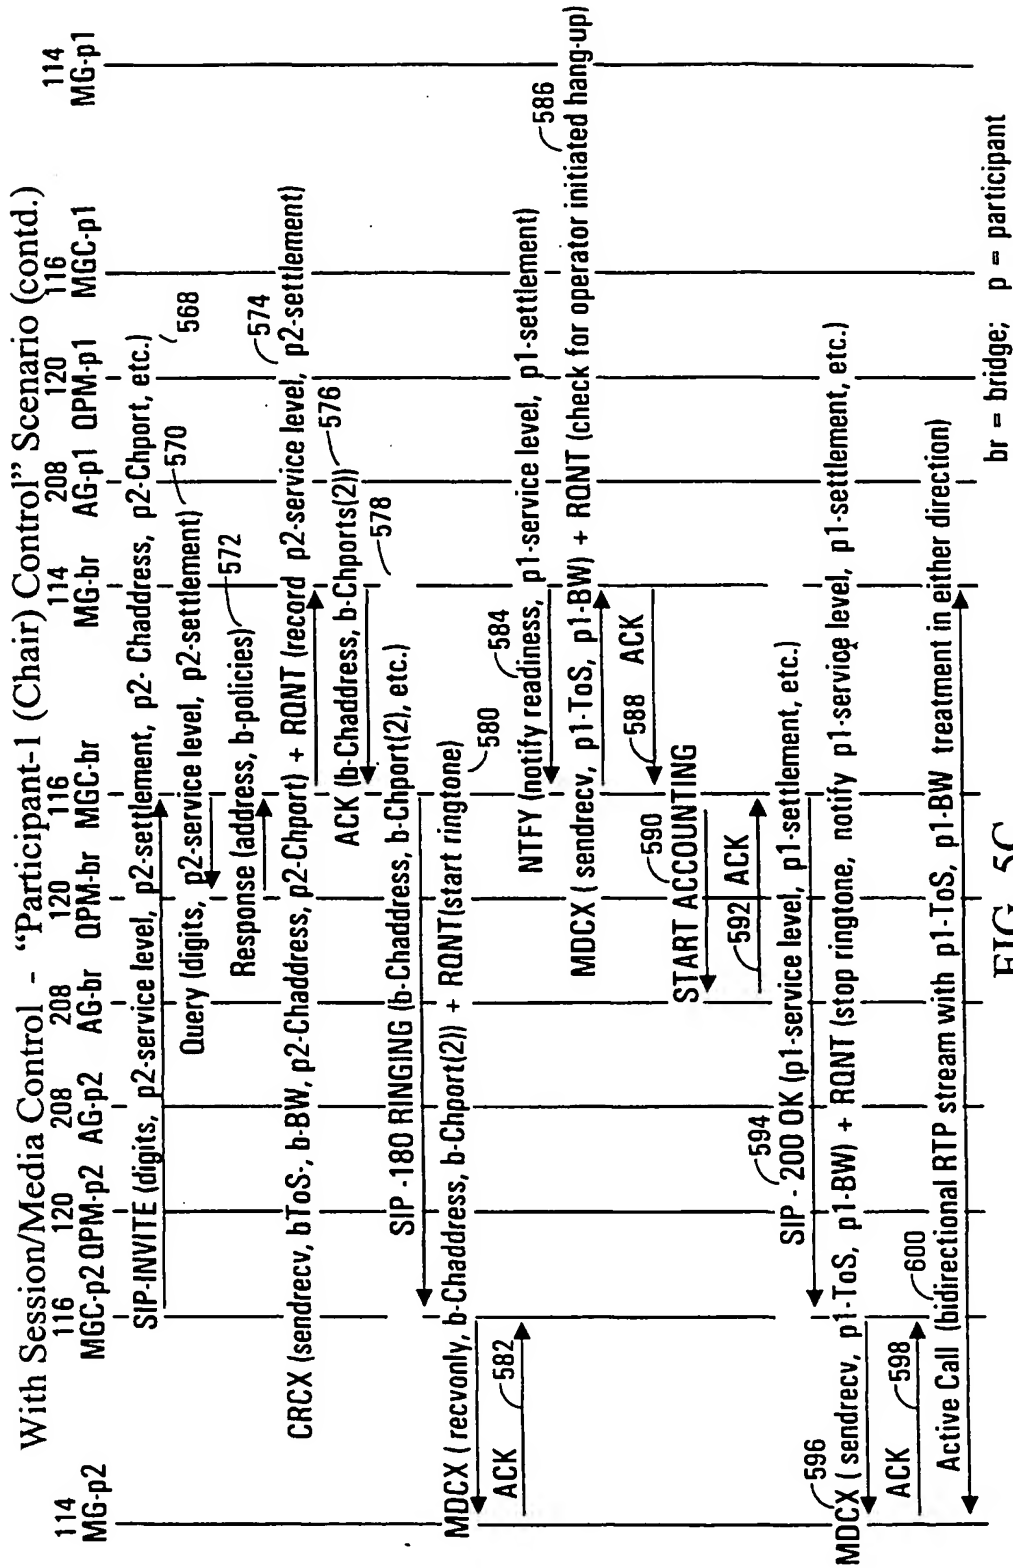 With Session/Media Control - "Participant-1 (Chair) Control" Scenario (contd.)
114 116 120 208 208 120 116 114 208 120 116 114
MG-p2 MGC-p2 QPM-p2 AG-p2 AG-br QPM-br MGC-br MG-br AG-p1 QPM-p1 MGC-p1 MG-p1
SIP-INVITE (digits, p2-service level, p2-settlement, p2- Chaddress, p2-Chport, etc.)
568
Query (digits, p2-service level, p2-settlement)
570
Response (address, b-policies)
572
CRCX (sendrecv, bToS-, b-BW, p2-Chaddress, p2-Chport) + RQNT (record p2-service level, p2-settlement)
574
ACK (b-Chaddress, b-Chports(2))
576
SIP -180 RINGING (b-Chaddress, b-Chport(2), etc.)
578
MDCX ( recvonly, b-Chaddress, b-Chport(2)) + RQNT(start ringtone)
580
ACK
582
NTFY (notify readiness, p1-service level, p1-settlement)
584
MDCX ( sendrecv, p1-ToS, p1-BW) + RQNT (check for operator initiated hang-up)
586
588 ACK
590
START ACCOUNTING
592 ACK
594
SIP - 200 OK (p1-service level, p1-settlement, etc.)
596
MDCX ( sendrecv, p1-ToS, p1-BW) + RQNT (stop ringtone, notify p1-service level, p1-settlement, etc.)
ACK
598
600
Active Call (bidirectional RTP stream with p1-ToS, p1-BW treatment in either direction)
br = bridge; p = participant
FIG. 5C